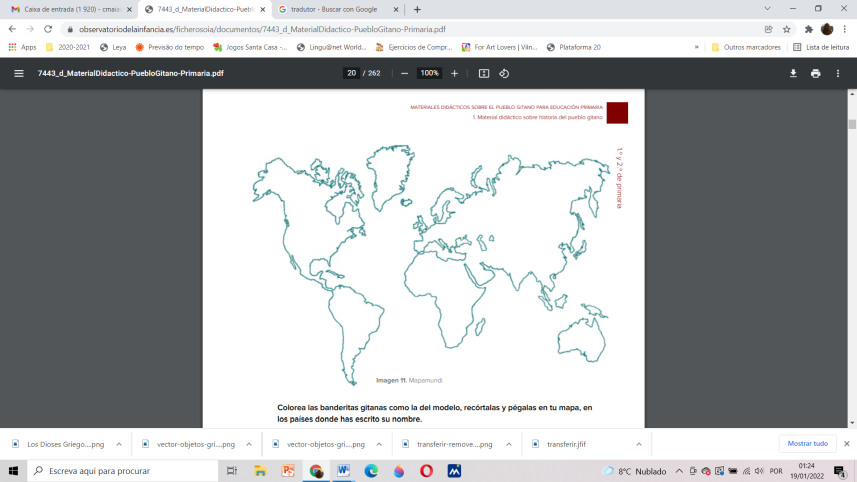 Caixa de entrada (1 920) - cmais
7443_d_MaterialDidactico-Puebl
tradutor - Buscar con Google
observatoriodelainfancia.es/ficherosoia/documentos/7443_d_MaterialDidactico-PuebloGitano-Primaria.pdf
Apps
2020-2021
Leya
Previsão do tempo
Jogos Santa Casa -...
Lingu@net World...
Ejercicios de Compr...
For Art Lovers | Viln...
Plataforma 20
»
Outros marcadores
Lista de leitura
7443_d_MaterialDidactico-PuebloGitano-Primaria.pdf
20 / 262
100%
MATERIALES DIDÁCTICOS SOBRE EL PUEBLO GITANO PARA EDUCACIÓN PRIMARIA
1. Material didáctico sobre historia del pueblo gitano
1.º y 2.º de primaria
Imagen 11. Mapamundi
Colorea las banderitas gitanas como la del modelo, recórtalas y pégalas en tu mapa, en
los países donde has escrito su nombre.
Los Dioses Griego....png
vector-objetos-gri....png
vector-objetos-gri....png
transferir-remove....png
transferir.jfif
Mostrar tudo
Escreva aqui para procurar
8°C Nublado
POR
01:24
19/01/2022
4